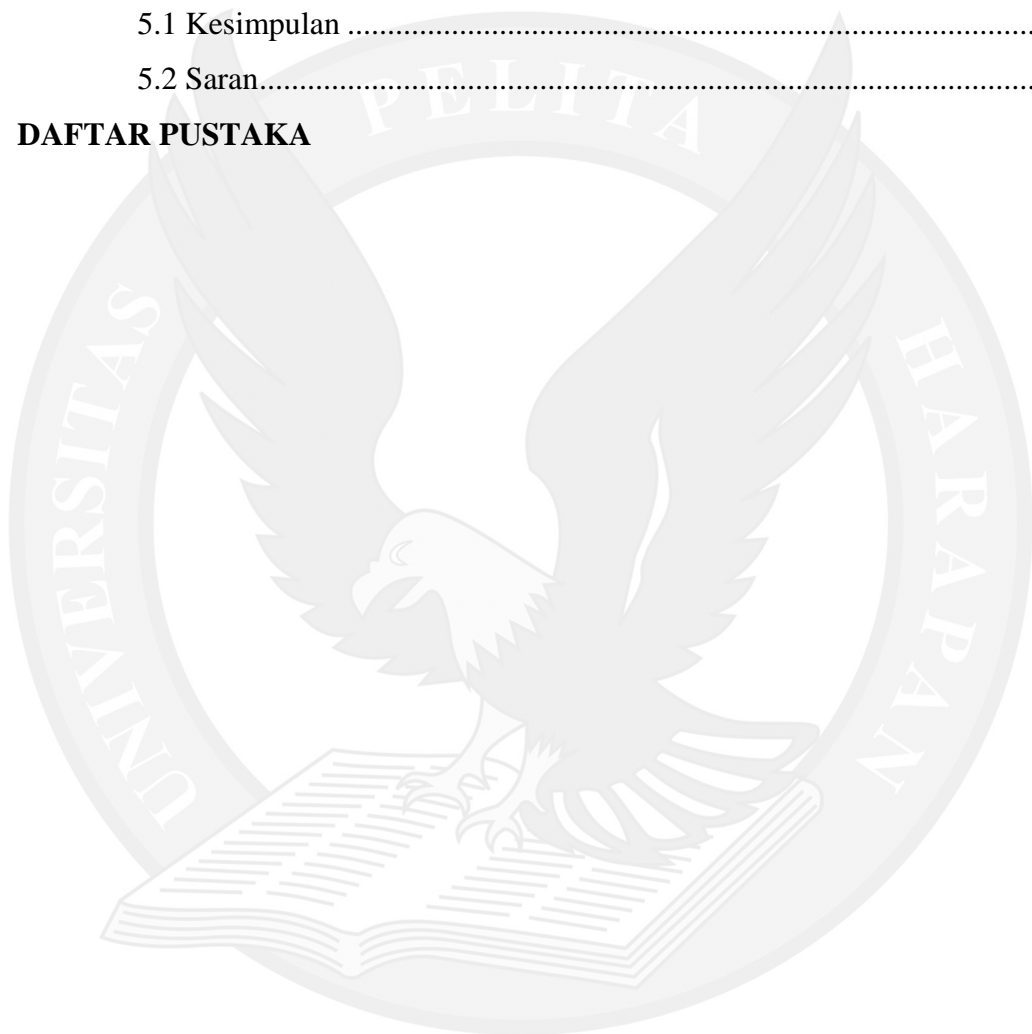 5.1 Kesimpulan ........................................................................
5.2 Saran..................................................................................
DAFTAR PUSTAKA
UNIVERSITAS PELITA HARAPAN